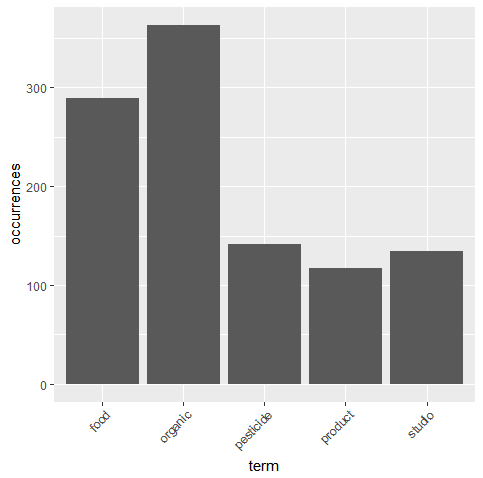 occurrences
300
200
100
0
food
organic
pesticide
product
studio
term